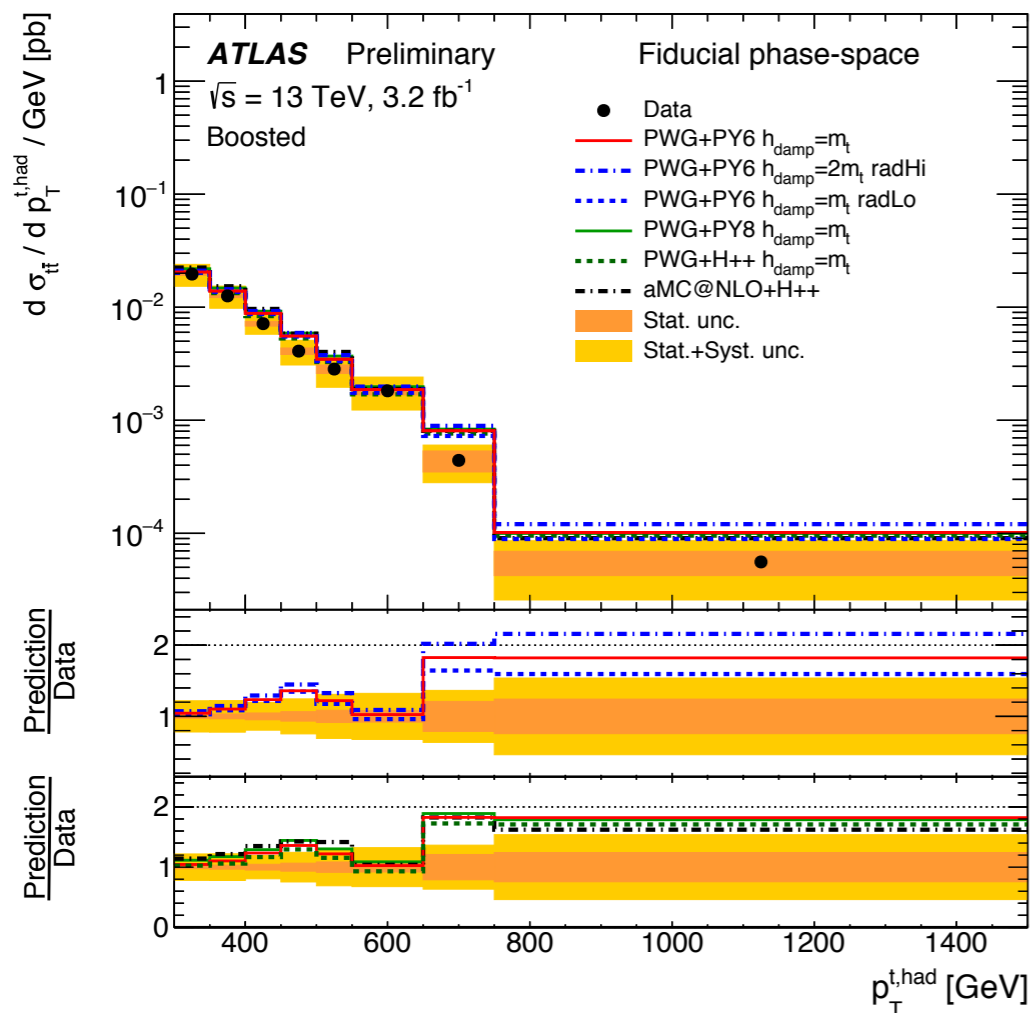 ATLAS Preliminary
Fiducial phase-space
√s = 13 TeV, 3.2 fb⁻¹
Boosted
Data
PWG+PY6 h_damp=m_t
PWG+PY6 h_damp=2m_t radHi
PWG+PY6 h_damp=m_t radLo
PWG+PY8 h_damp=m_t
PWG+H++ h_damp=m_t
aMC@NLO+H++
Stat. unc.
Stat.+Syst. unc.
d σ_tt̄ / d p_T^t,had / GeV [pb]
1
10⁻¹
10⁻²
10⁻³
10⁻⁴
Prediction
Data
2
1
Prediction
Data
2
1
0
400 600 800 1000 1200 1400
p_T^t,had [GeV]